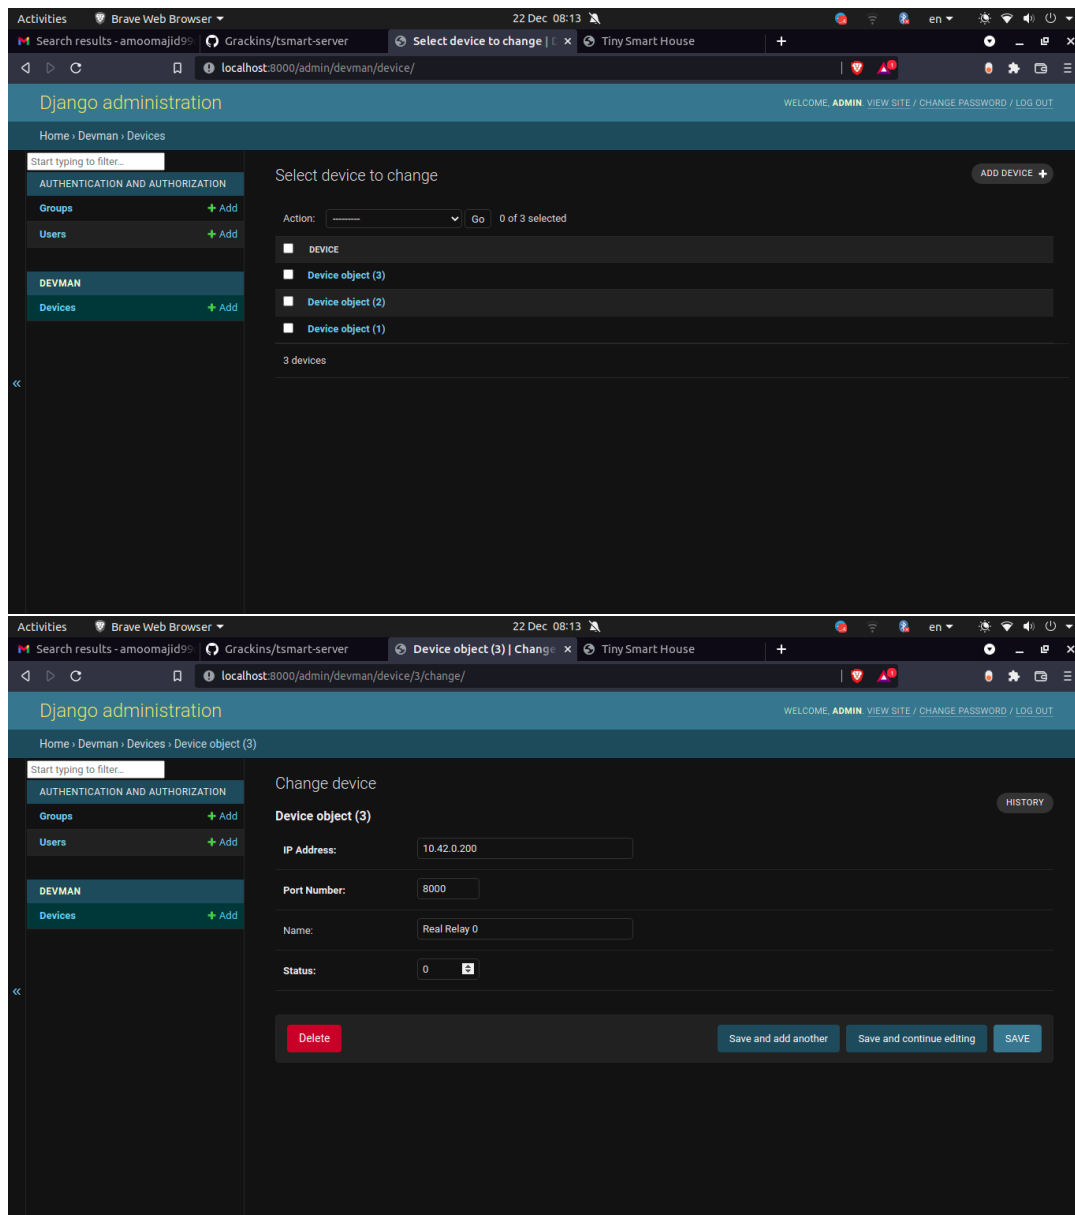 Activities Brave Web Browser 22 Dec 08:13 en
Search results - amoomajid99 Grackins/tsmart-server Select device to change | D Tiny Smart House
localhost:8000/admin/devman/device/ 1
Django administration WELCOME, ADMIN. VIEW SITE / CHANGE PASSWORD / LOG OUT
Home › Devman › Devices
Start typing to filter...
AUTHENTICATION AND AUTHORIZATION
Groups + Add
Users + Add
DEVMAN
Devices + Add
«
Select device to change ADD DEVICE +
Action: --------- Go 0 of 3 selected
DEVICE
Device object (3)
Device object (2)
Device object (1)
3 devices
Activities Brave Web Browser 22 Dec 08:13 en
Search results - amoomajid99 Grackins/tsmart-server Device object (3) | Change Tiny Smart House
localhost:8000/admin/devman/device/3/change/ 1
Django administration WELCOME, ADMIN. VIEW SITE / CHANGE PASSWORD / LOG OUT
Home › Devman › Devices › Device object (3)
Start typing to filter...
AUTHENTICATION AND AUTHORIZATION
Groups + Add
Users + Add
DEVMAN
Devices + Add
«
Change device
HISTORY
Device object (3)
IP Address: 10.42.0.200
Port Number: 8000
Name: Real Relay 0
Status: 0
Delete Save and add another Save and continue editing SAVE